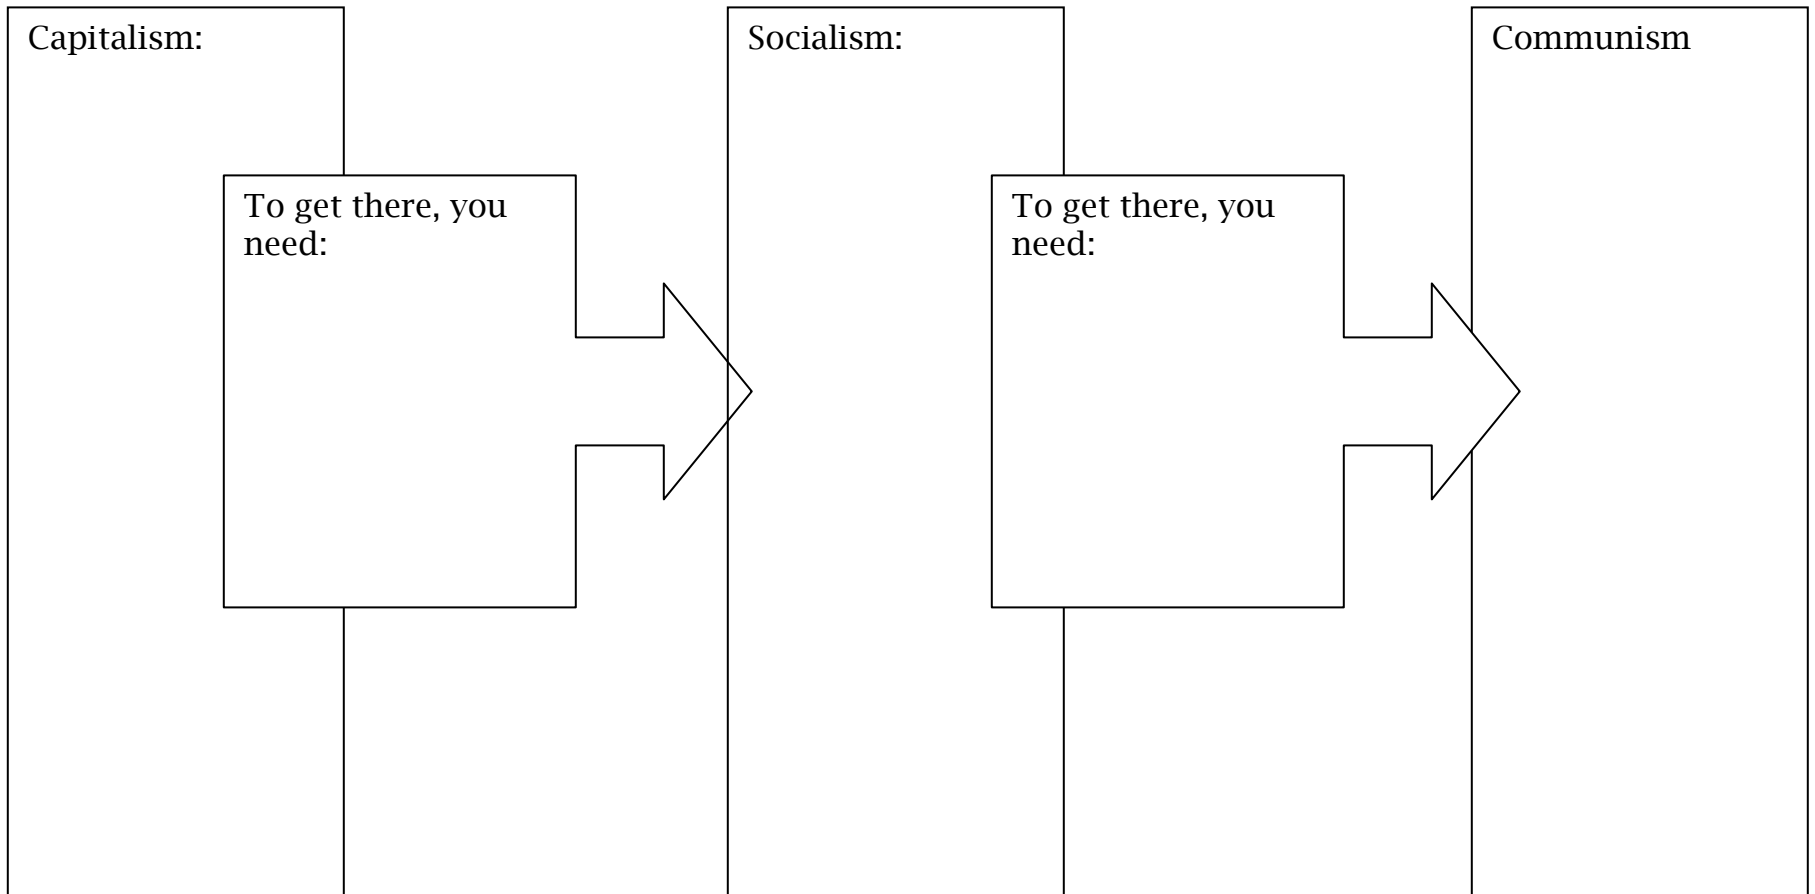 Capitalism:
To get there, you
need:
Socialism:
To get there, you
need:
Communism